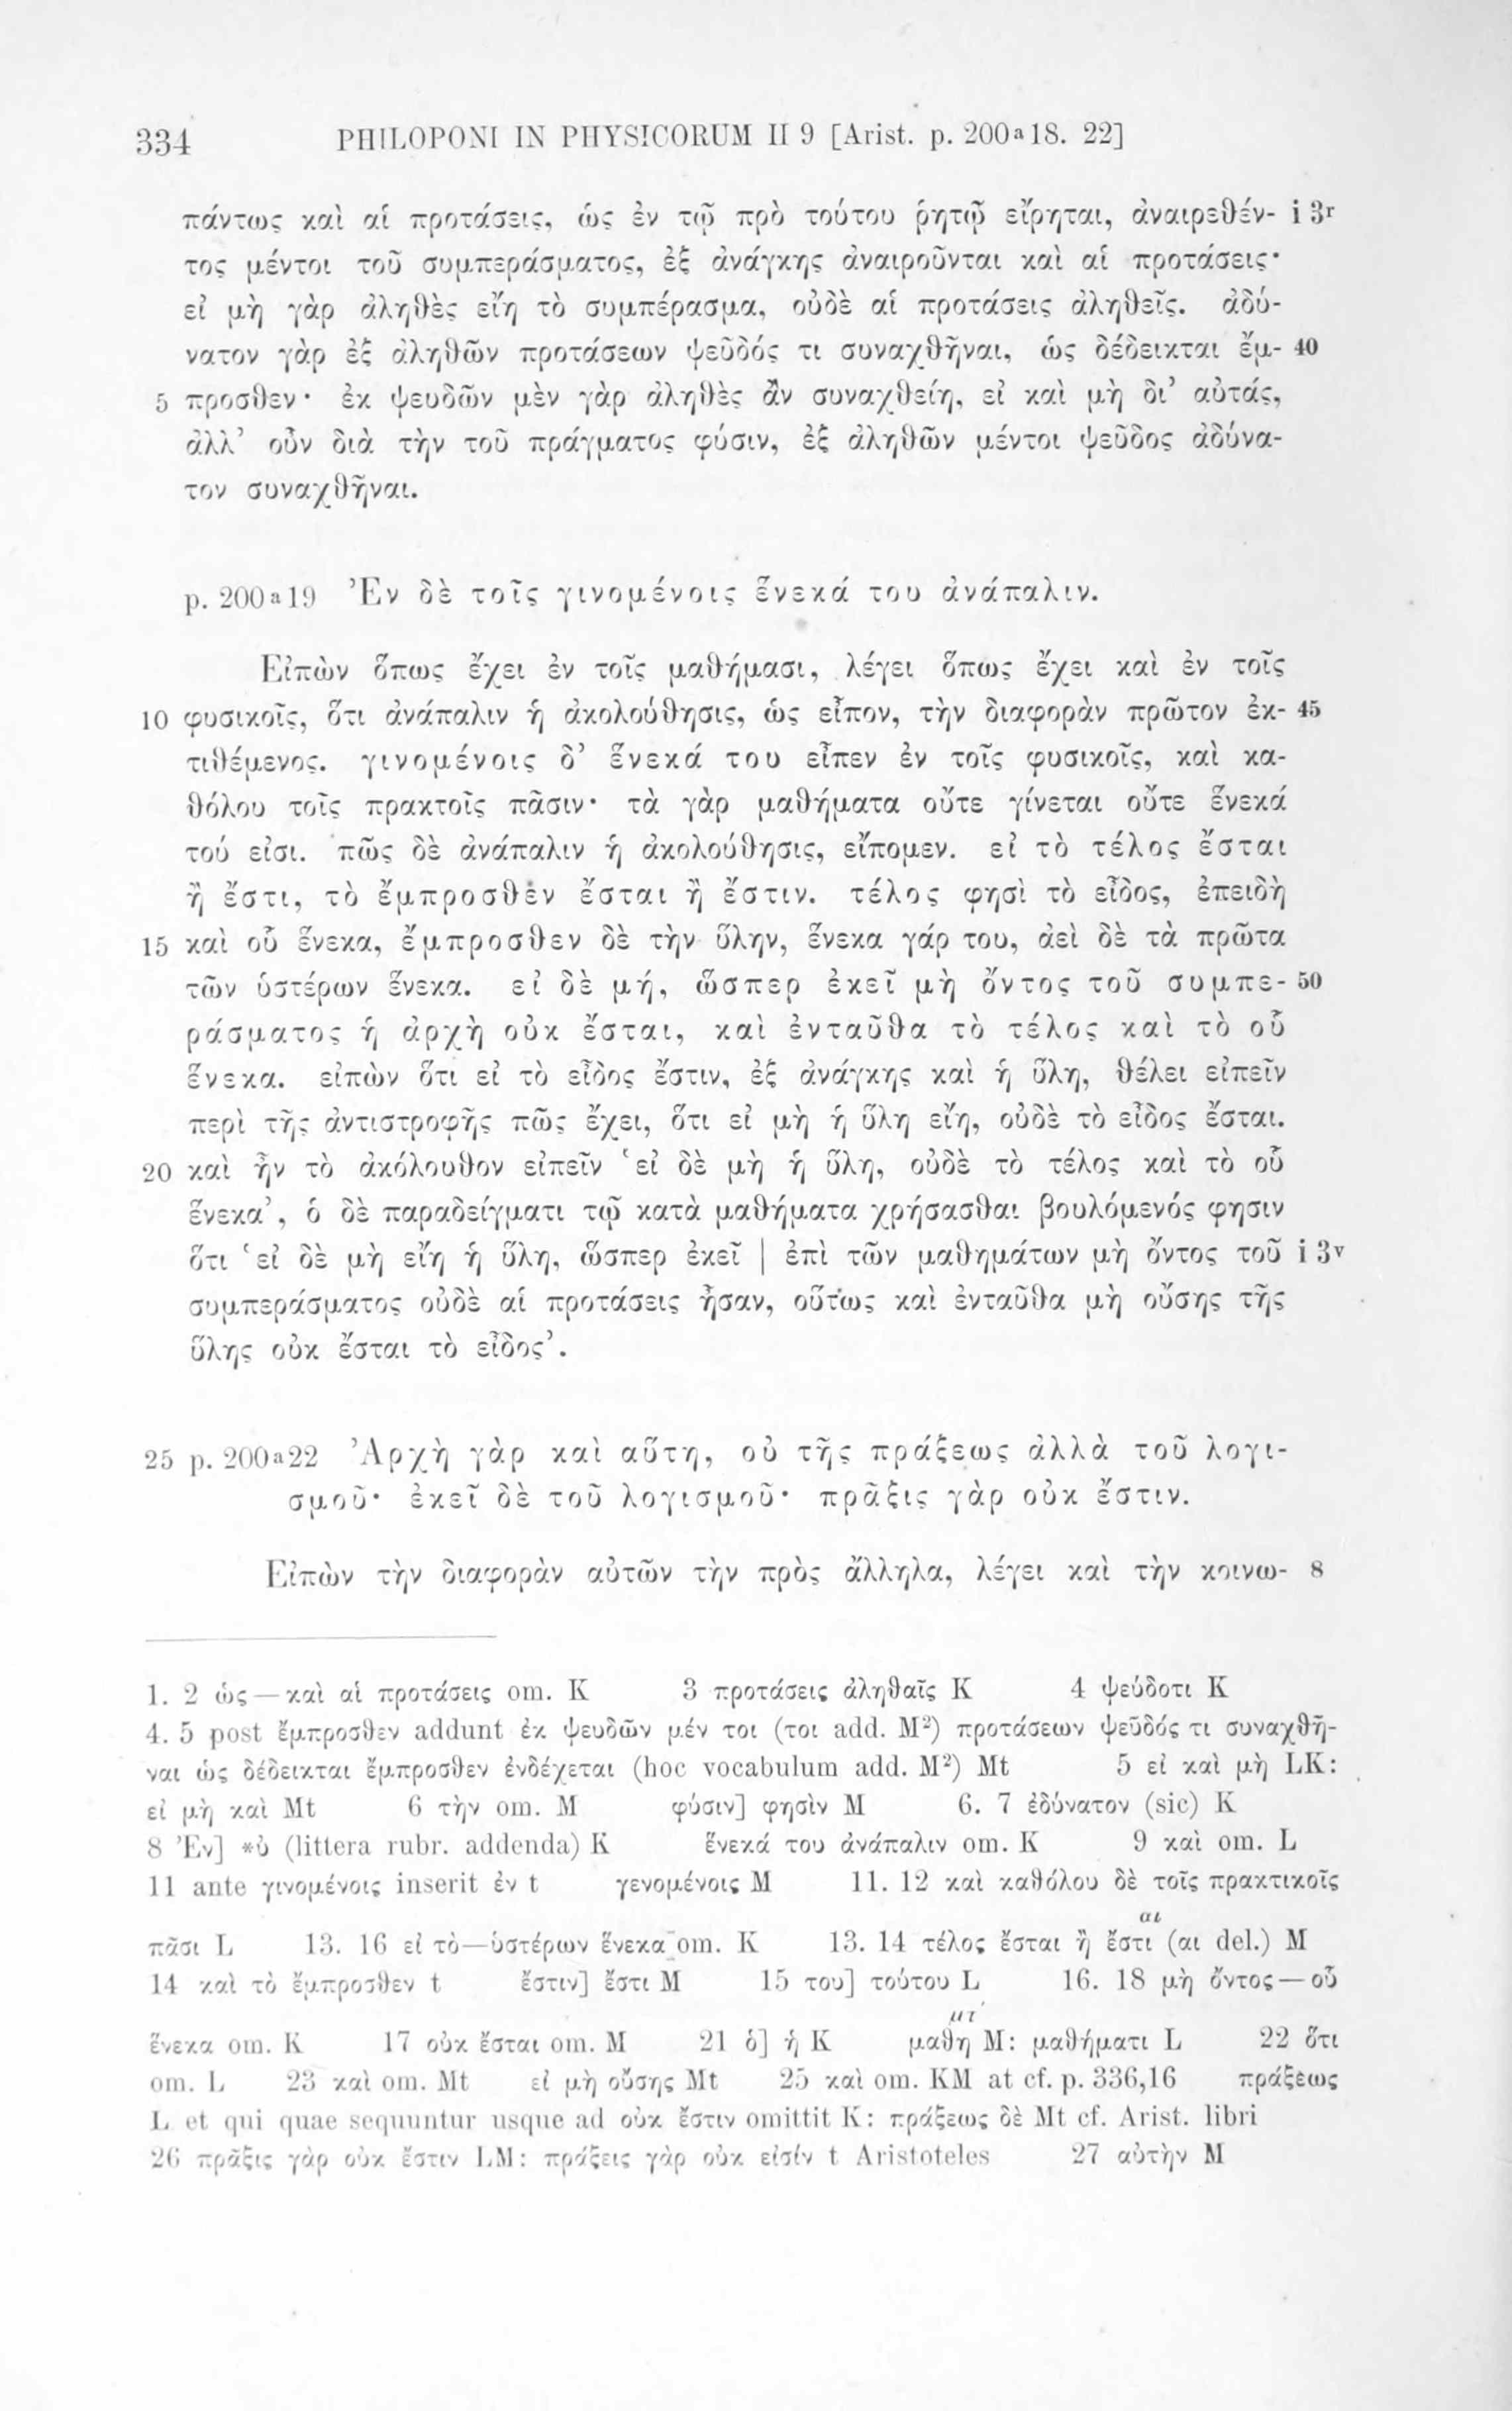 334 PHILOPONI IN PHYSICORUM II 9 [Arist. p. 200ᵃ18. 22]
πάντως καὶ αἱ προτάσεις, ὡς ἐν τῷ πρὸ τούτου ῥητῷ εἴρηται, ἀναιρεθέν- i 3ʳ
τος μέντοι τοῦ συμπεράσματος, ἐξ ἀνάγκης ἀναιροῦνται καὶ αἱ προτάσεις·
εἰ μὴ γὰρ ἀληθὲς εἴη τὸ συμπέρασμα, οὐδὲ αἱ προτάσεις ἀληθεῖς. ἀδύ-
νατον γὰρ ἐξ ἀληθῶν προτάσεων ψεῦδός τι συναχθῆναι, ὡς δέδεικται ἔμ- 40
5 προσθεν· ἐκ ψευδῶν μὲν γὰρ ἀληθὲς ἂν συναχθείη, εἰ καὶ μὴ δι’ αὐτάς,
ἀλλ’ οὖν διὰ τὴν τοῦ πράγματος φύσιν, ἐξ ἀληθῶν μέντοι ψεῦδος ἀδύνα-
τον συναχθῆναι.
p. 200ᵃ19 Ἐν δὲ τοῖς γινομένοις ἕνεκά του ἀνάπαλιν.
Εἰπὼν ὅπως ἔχει ἐν τοῖς μαθήμασι, λέγει ὅπως ἔχει καὶ ἐν τοῖς
10 φυσικοῖς, ὅτι ἀνάπαλιν ἡ ἀκολούθησις, ὡς εἶπον, τὴν διαφορὰν πρῶτον ἐκ- 45
τιθέμενος. γινομένοις δ’ ἕνεκά του εἶπεν ἐν τοῖς φυσικοῖς, καὶ κα-
θόλου τοῖς πρακτοῖς πᾶσιν· τὰ γὰρ μαθήματα οὔτε γίνεται οὔτε ἕνεκά
τού εἰσι. πῶς δὲ ἀνάπαλιν ἡ ἀκολούθησις, εἴπομεν. εἰ τὸ τέλος ἔσται
ἢ ἔστι, τὸ ἔμπροσθεν ἔσται ἢ ἔστιν. τέλος φησὶ τὸ εἶδος, ἐπειδὴ
15 καὶ οὗ ἕνεκα, ἔμπροσθεν δὲ τὴν ὕλην, ἕνεκα γάρ του, ἀεὶ δὲ τὰ πρῶτα
τῶν ὑστέρων ἕνεκα. εἰ δὲ μή, ὥσπερ ἐκεῖ μὴ ὄντος τοῦ συμπε- 50
ράσματος ἡ ἀρχὴ οὐκ ἔσται, καὶ ἐνταῦθα τὸ τέλος καὶ τὸ οὗ
ἕνεκα. εἰπὼν ὅτι εἰ τὸ εἶδος ἔστιν, ἐξ ἀνάγκης καὶ ἡ ὕλη, θέλει εἰπεῖν
περὶ τῆς ἀντιστροφῆς πῶς ἔχει, ὅτι εἰ μὴ ἡ ὕλη εἴη, οὐδὲ τὸ εἶδος ἔσται.
20 καὶ ἦν τὸ ἀκόλουθον εἰπεῖν ‘εἰ δὲ μὴ ἡ ὕλη, οὐδὲ τὸ τέλος καὶ τὸ οὗ
ἕνεκα’, ὁ δὲ παραδείγματι τῷ κατὰ μαθήματα χρήσασθαι βουλόμενός φησιν
ὅτι ‘εἰ δὲ μὴ εἴη ἡ ὕλη, ὥσπερ ἐκεῖ | ἐπὶ τῶν μαθημάτων μὴ ὄντος τοῦ i 3ᵛ
συμπεράσματος οὐδὲ αἱ προτάσεις ἦσαν, οὕτως καὶ ἐνταῦθα μὴ οὔσης τῆς
ὕλης οὐκ ἔσται τὸ εἶδος’.
25 p. 200ᵃ22 Ἀρχὴ γὰρ καὶ αὕτη, οὐ τῆς πράξεως ἀλλὰ τοῦ λογι-
σμοῦ· ἐκεῖ δὲ τοῦ λογισμοῦ· πρᾶξις γὰρ οὐκ ἔστιν.
Εἰπὼν τὴν διαφορὰν αὐτῶν τὴν πρὸς ἄλληλα, λέγει καὶ τὴν κοινω- 8
1. 2 ὡς—καὶ αἱ προτάσεις om. K 3 προτάσεις ἀληθαῖς K 4 ψεύδοτι K
4. 5 post ἔμπροσθεν addunt ἐκ ψευδῶν μέν τοι (τοι add. M²) προτάσεων ψεῦδός τι συναχθῆ-
ναι ὡς δέδεικται ἔμπροσθεν ἐνδέχεται (hoc vocabulum add. M²) Mt 5 εἰ καὶ μὴ LK:
εἰ μὴ καὶ Mt 6 τὴν om. M φύσιν] φησὶν M 6. 7 ἐδύνατον (sic) K
8 Ἐν] *ὐ (littera rubr. addenda) K ἕνεκά του ἀνάπαλιν om. K 9 καὶ om. L
11 ante γινομένοις inserit ἐν t γενομένοις M 11. 12 καὶ καθόλου δὲ τοῖς πρακτικοῖς
πᾶσι L 13. 16 εἰ τὸ—ὑστέρων ἕνεκα om. K 13. 14 τέλος ἔσται ἢ ἔστι αι (αι del.) M
14 καὶ τὸ ἔμπροσθεν t ἔστιν] ἔστι M 15 του] τούτου L 16. 18 μὴ ὄντος—οὗ
ἕνεκα om. K 17 οὐκ ἔσται om. M 21 ὁ] ἡ K μαθη μτ M: μαθήματι L 22 ὅτι
om. L 23 καὶ om. Mt εἰ μὴ οὔσης Mt 25 καὶ om. KM at cf. p. 336,16 πράξεως
L et qui quae sequuntur usque ad οὐκ ἔστιν omittit K: πράξεως δὲ Mt cf. Arist. libri
26 πρᾶξις γὰρ οὐκ ἔστιν LM: πράξεις γὰρ οὐκ εἰσίν t Aristoteles 27 αὐτὴν M